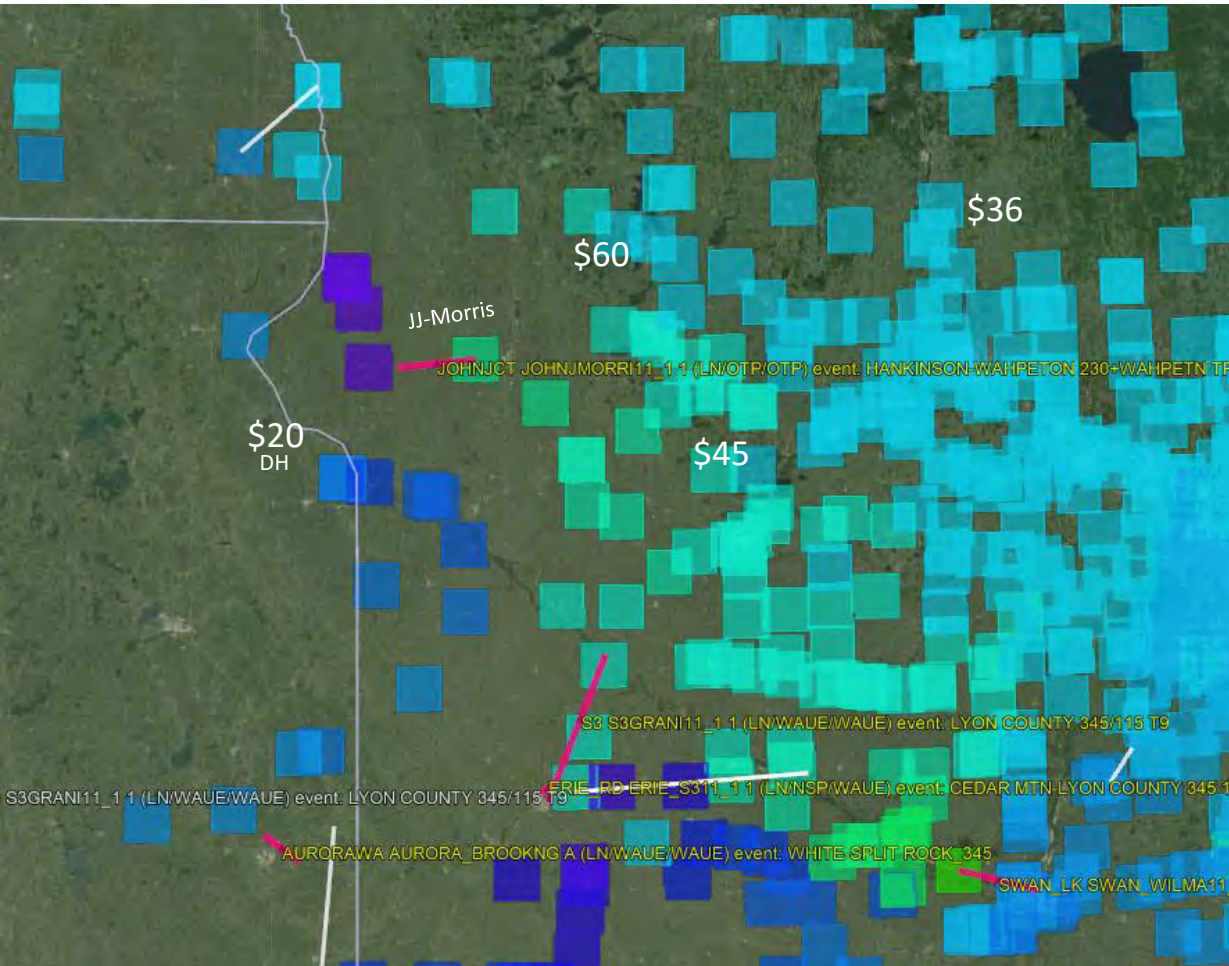 $36
$60
JJ-Morris
JOHNJCT JOHNJMORRI11_1 1 (LN/OTP/OTP) event: HANKINSON-WAHPETON 230+WAHPETN TR
$20
DH
$45
S3 S3GRANI11_1 1 (LN/WAUE/WAUE) event: LYON COUNTY 345/115 T9
S3GRANI11_1 1 (LN/WAUE/WAUE) event: LYON COUNTY 345/115 T9
ERIE_RD ERIE_S311_1 1 (LN/NSP/WAUE) event: CEDAR MTN-LYON COUNTY 345 1
AURORAWA AURORA_BROOKNG A (LN/WAUE/WAUE) event: WHITE-SPLIT ROCK_345
SWAN_LK SWAN_WILMA11